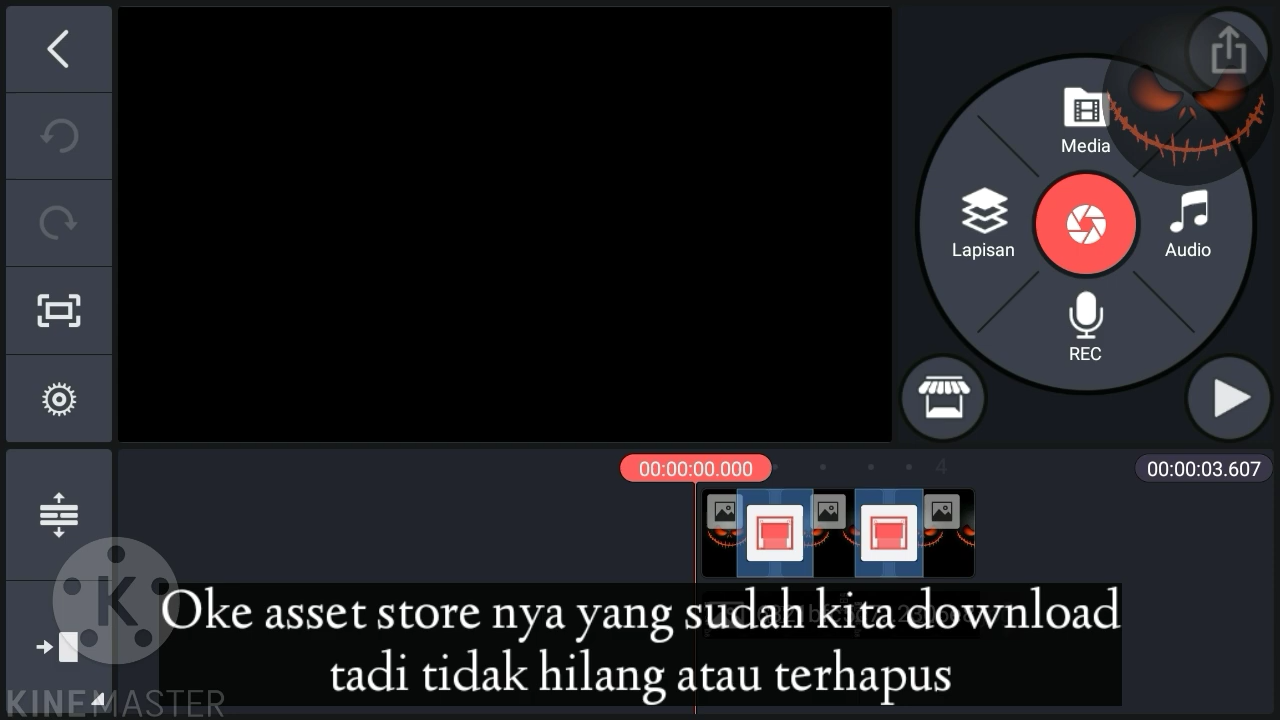 Media
Lapisan
Audio
REC
00:00:00.000
4
00:00:03.607
Oke asset store nya yang sudah kita download
tadi tidak hilang atau terhapus
K
KINEMASTER